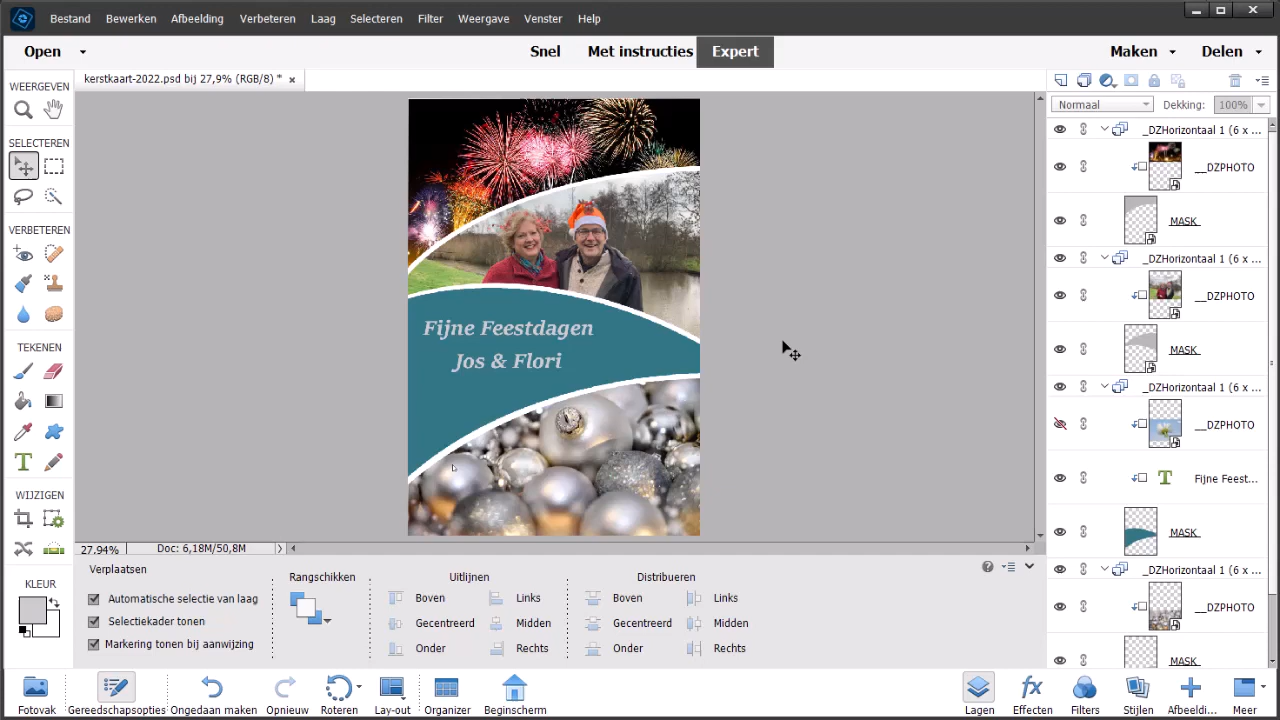 Bestand Bewerken Afbeelding Verbeteren Laag Selecteren Filter Weergave Venster Help
Open Snel Met instructies Expert Maken Delen
kerstkaart-2022.psd bij 27,9% (RGB/8) *
WEERGEVEN
SELECTEREN
VERBETEREN
TEKENEN
WIJZIGEN
KLEUR
Fijne Feestdagen
Jos & Flori
Normaal Dekking: 100%
_DZHorizontaal 1 (6 x ...
__DZPHOTO
MASK
_DZHorizontaal 1 (6 x ...
__DZPHOTO
MASK
_DZHorizontaal 1 (6 x ...
__DZPHOTO
Fijne Feest...
MASK
_DZHorizontaal 1 (6 x ...
__DZPHOTO
MASK
27.94% Doc: 6,18M/50,8M
Verplaatsen
Automatische selectie van laag
Selectiekader tonen
Markering tonen bij aanwijzing
Rangschikken
Uitlijnen
Boven Links
Gecentreerd Midden
Onder Rechts
Distribueren
Boven Links
Gecentreerd Midden
Onder Rechts
Fotovak Gereedschapsopties Ongedaan maken Opnieuw Roteren Lay-out Organizer Beginscherm Lagen Effecten Filters Stijlen Afbeeldi... Meer